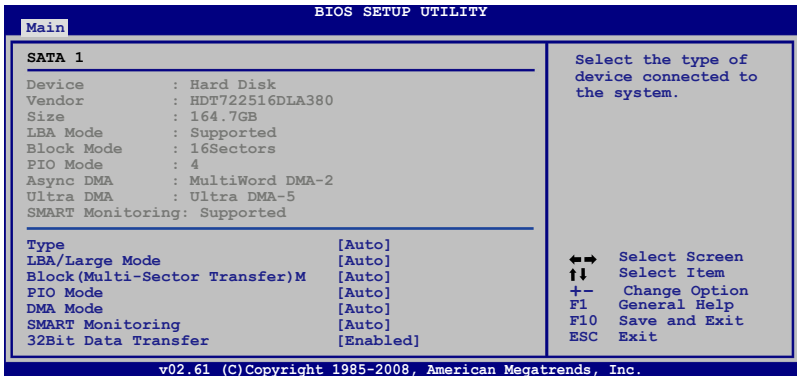 BIOS SETUP UTILITY
Main
SATA 1
Device : Hard Disk
Vendor : HDT722516DLA380
Size : 164.7GB
LBA Mode : Supported
Block Mode : 16Sectors
PIO Mode : 4
Async DMA : MultiWord DMA-2
Ultra DMA : Ultra DMA-5
SMART Monitoring: Supported
Type [Auto]
LBA/Large Mode [Auto]
Block(Multi-Sector Transfer)M [Auto]
PIO Mode [Auto]
DMA Mode [Auto]
SMART Monitoring [Auto]
32Bit Data Transfer [Enabled]
Select the type of
device connected to
the system.
←→ Select Screen
↑↓ Select Item
+- Change Option
F1 General Help
F10 Save and Exit
ESC Exit
v02.61 (C)Copyright 1985-2008, American Megatrends, Inc.